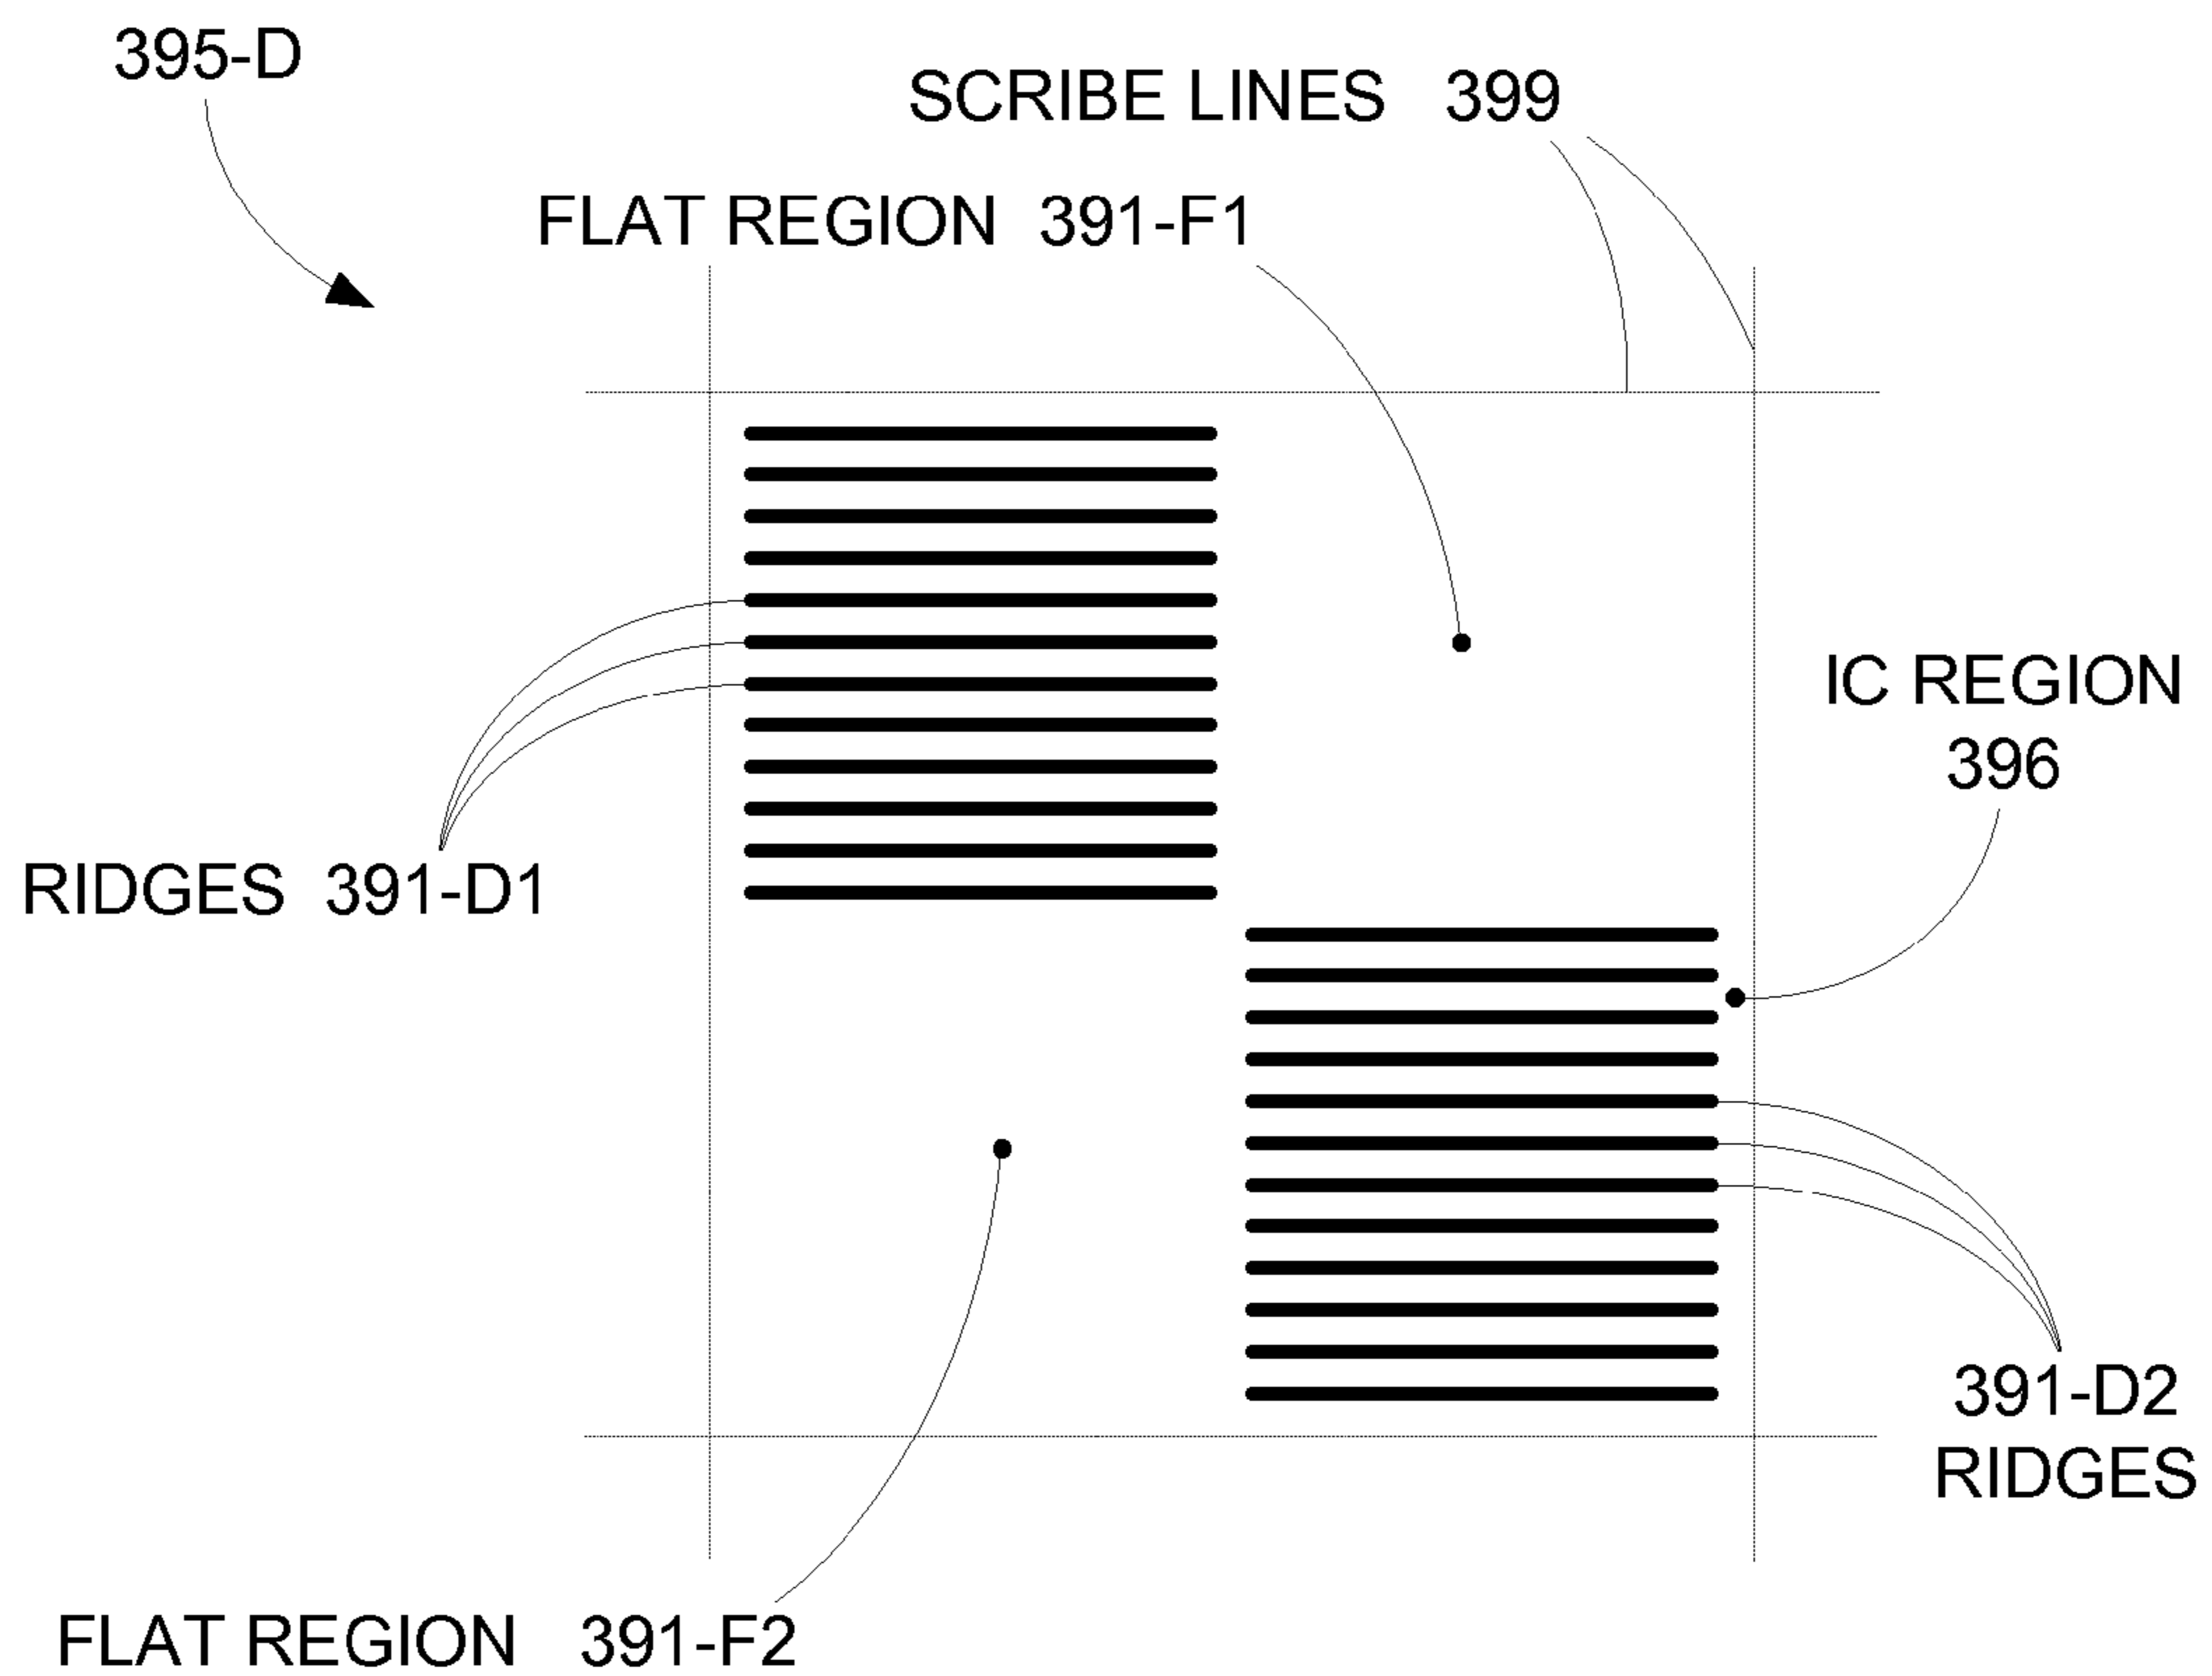 395-D
SCRIBE LINES 399
FLAT REGION 391-F1
IC REGION
396
RIDGES 391-D1
391-D2
RIDGES
FLAT REGION 391-F2